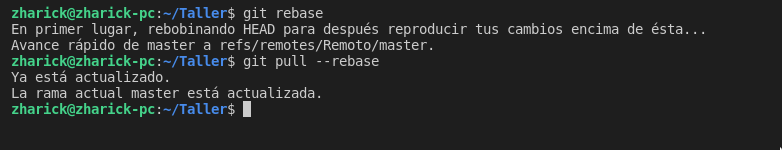 zharick@zharick-pc:~/Taller$ git rebase
En primer lugar, rebobinando HEAD para después reproducir tus cambios encima de ésta...
Avance rápido de master a refs/remotes/Remoto/master.
zharick@zharick-pc:~/Taller$ git pull --rebase
Ya está actualizado.
La rama actual master está actualizada.
zharick@zharick-pc:~/Taller$